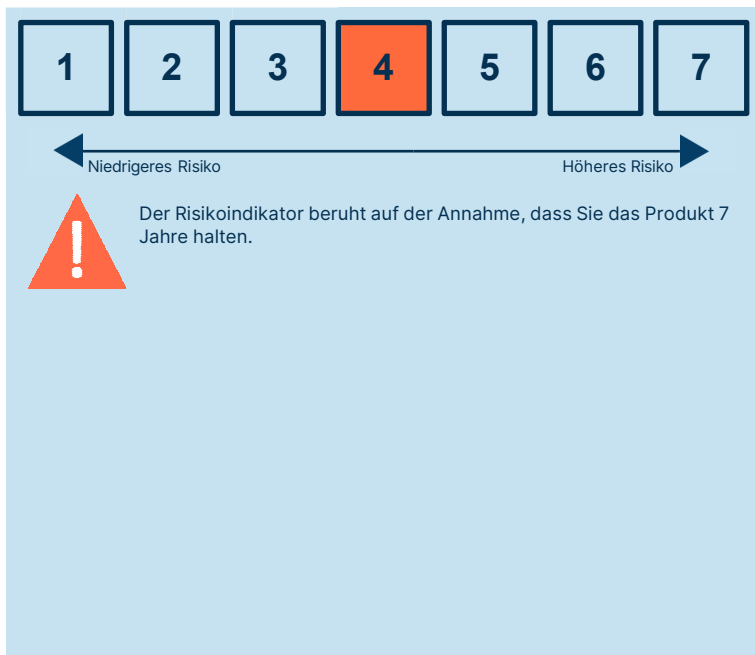 1 2 3 4 5 6 7
Niedrigeres Risiko Höheres Risiko
Der Risikoindikator beruht auf der Annahme, dass Sie das Produkt 7
Jahre halten.